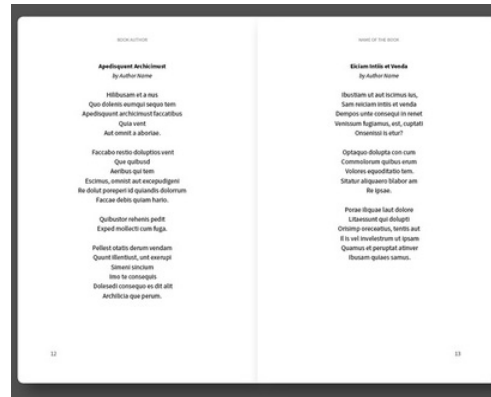 BOOK AUTHOR
Apedisquunt Archicimust
by Author Name
Hilibusam et a nus
Quo dolenis eumqui sequo tem
Apedisquunt archicimust faccatibus
Quia vent
Aut omnit a aboriae.
Faccabo restio doluptios vent
Que quibusd
Aeribus qui tem
Escimus, omnist aut excepudigeni
Re dolut poreperi id quiandis dolorrum
Faccae debis quiam hario.
Quibustor rehenis pedit
Exped mollecti cum fuga.
Pellest otatis derum vendam
Quunt illentiust, unt exerupi
Simeni sincium
Imo te consequis
Dolesedi consequo es dit alit
Archilicia que perum.
12
NAME OF THE BOOK
Eiciam Intiis et Venda
by Author Name
Ibustiam ut aut iscimus ius,
Sam reiciam intiis et venda
Dempos unte consequi in renet
Venissum fugiamus, est, cuptati
Onsenissi is etur?
Optaquo dolupta con cum
Commolorum quibus erum
Volores equoditatio tem.
Sitatur aliquaero blabor am
Re ipsae.
Porae iliquae laut dolore
Litaessunt qui dolupti
Orisimp oreceatius, tentis aut
Il is vel invelestrum ut ipsam
Quamus et peruptat atinver
Ibusam quiaes samus.
13